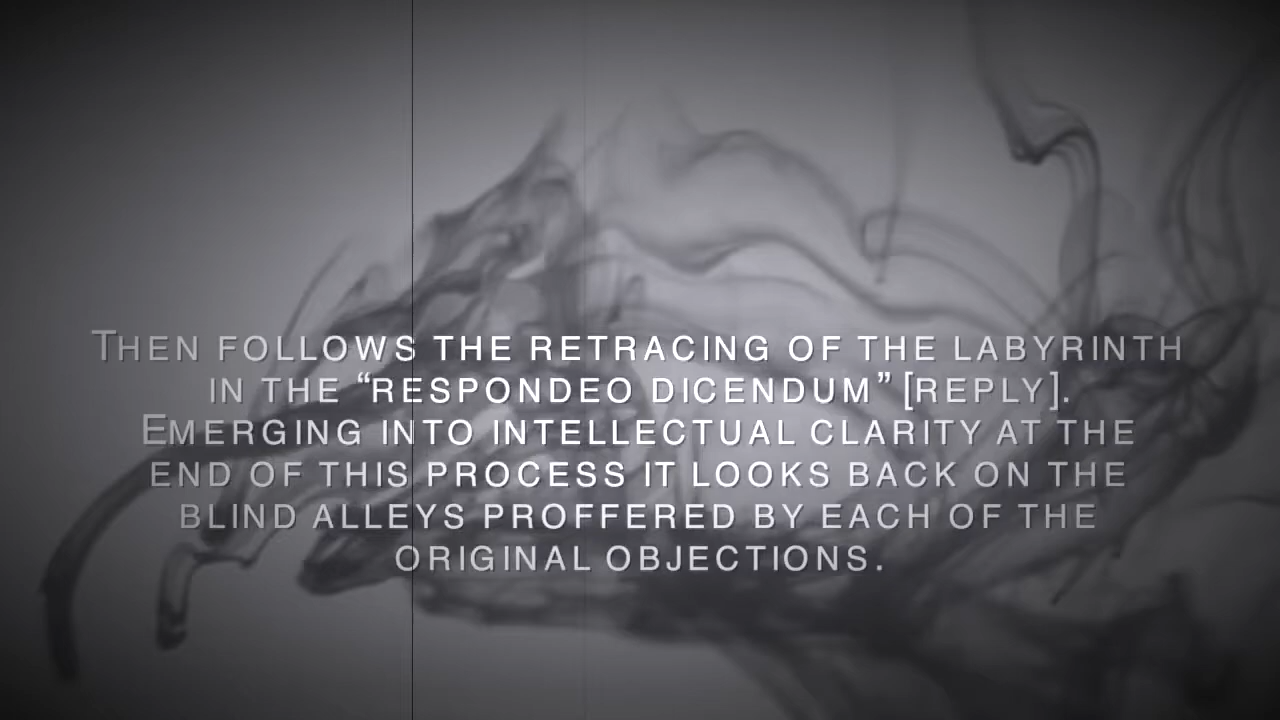 Then follows the retracing of the labyrinth
in the “respondeo dicendum” [reply].
Emerging into intellectual clarity at the
end of this process it looks back on the
blind alleys proffered by each of the
original objections.